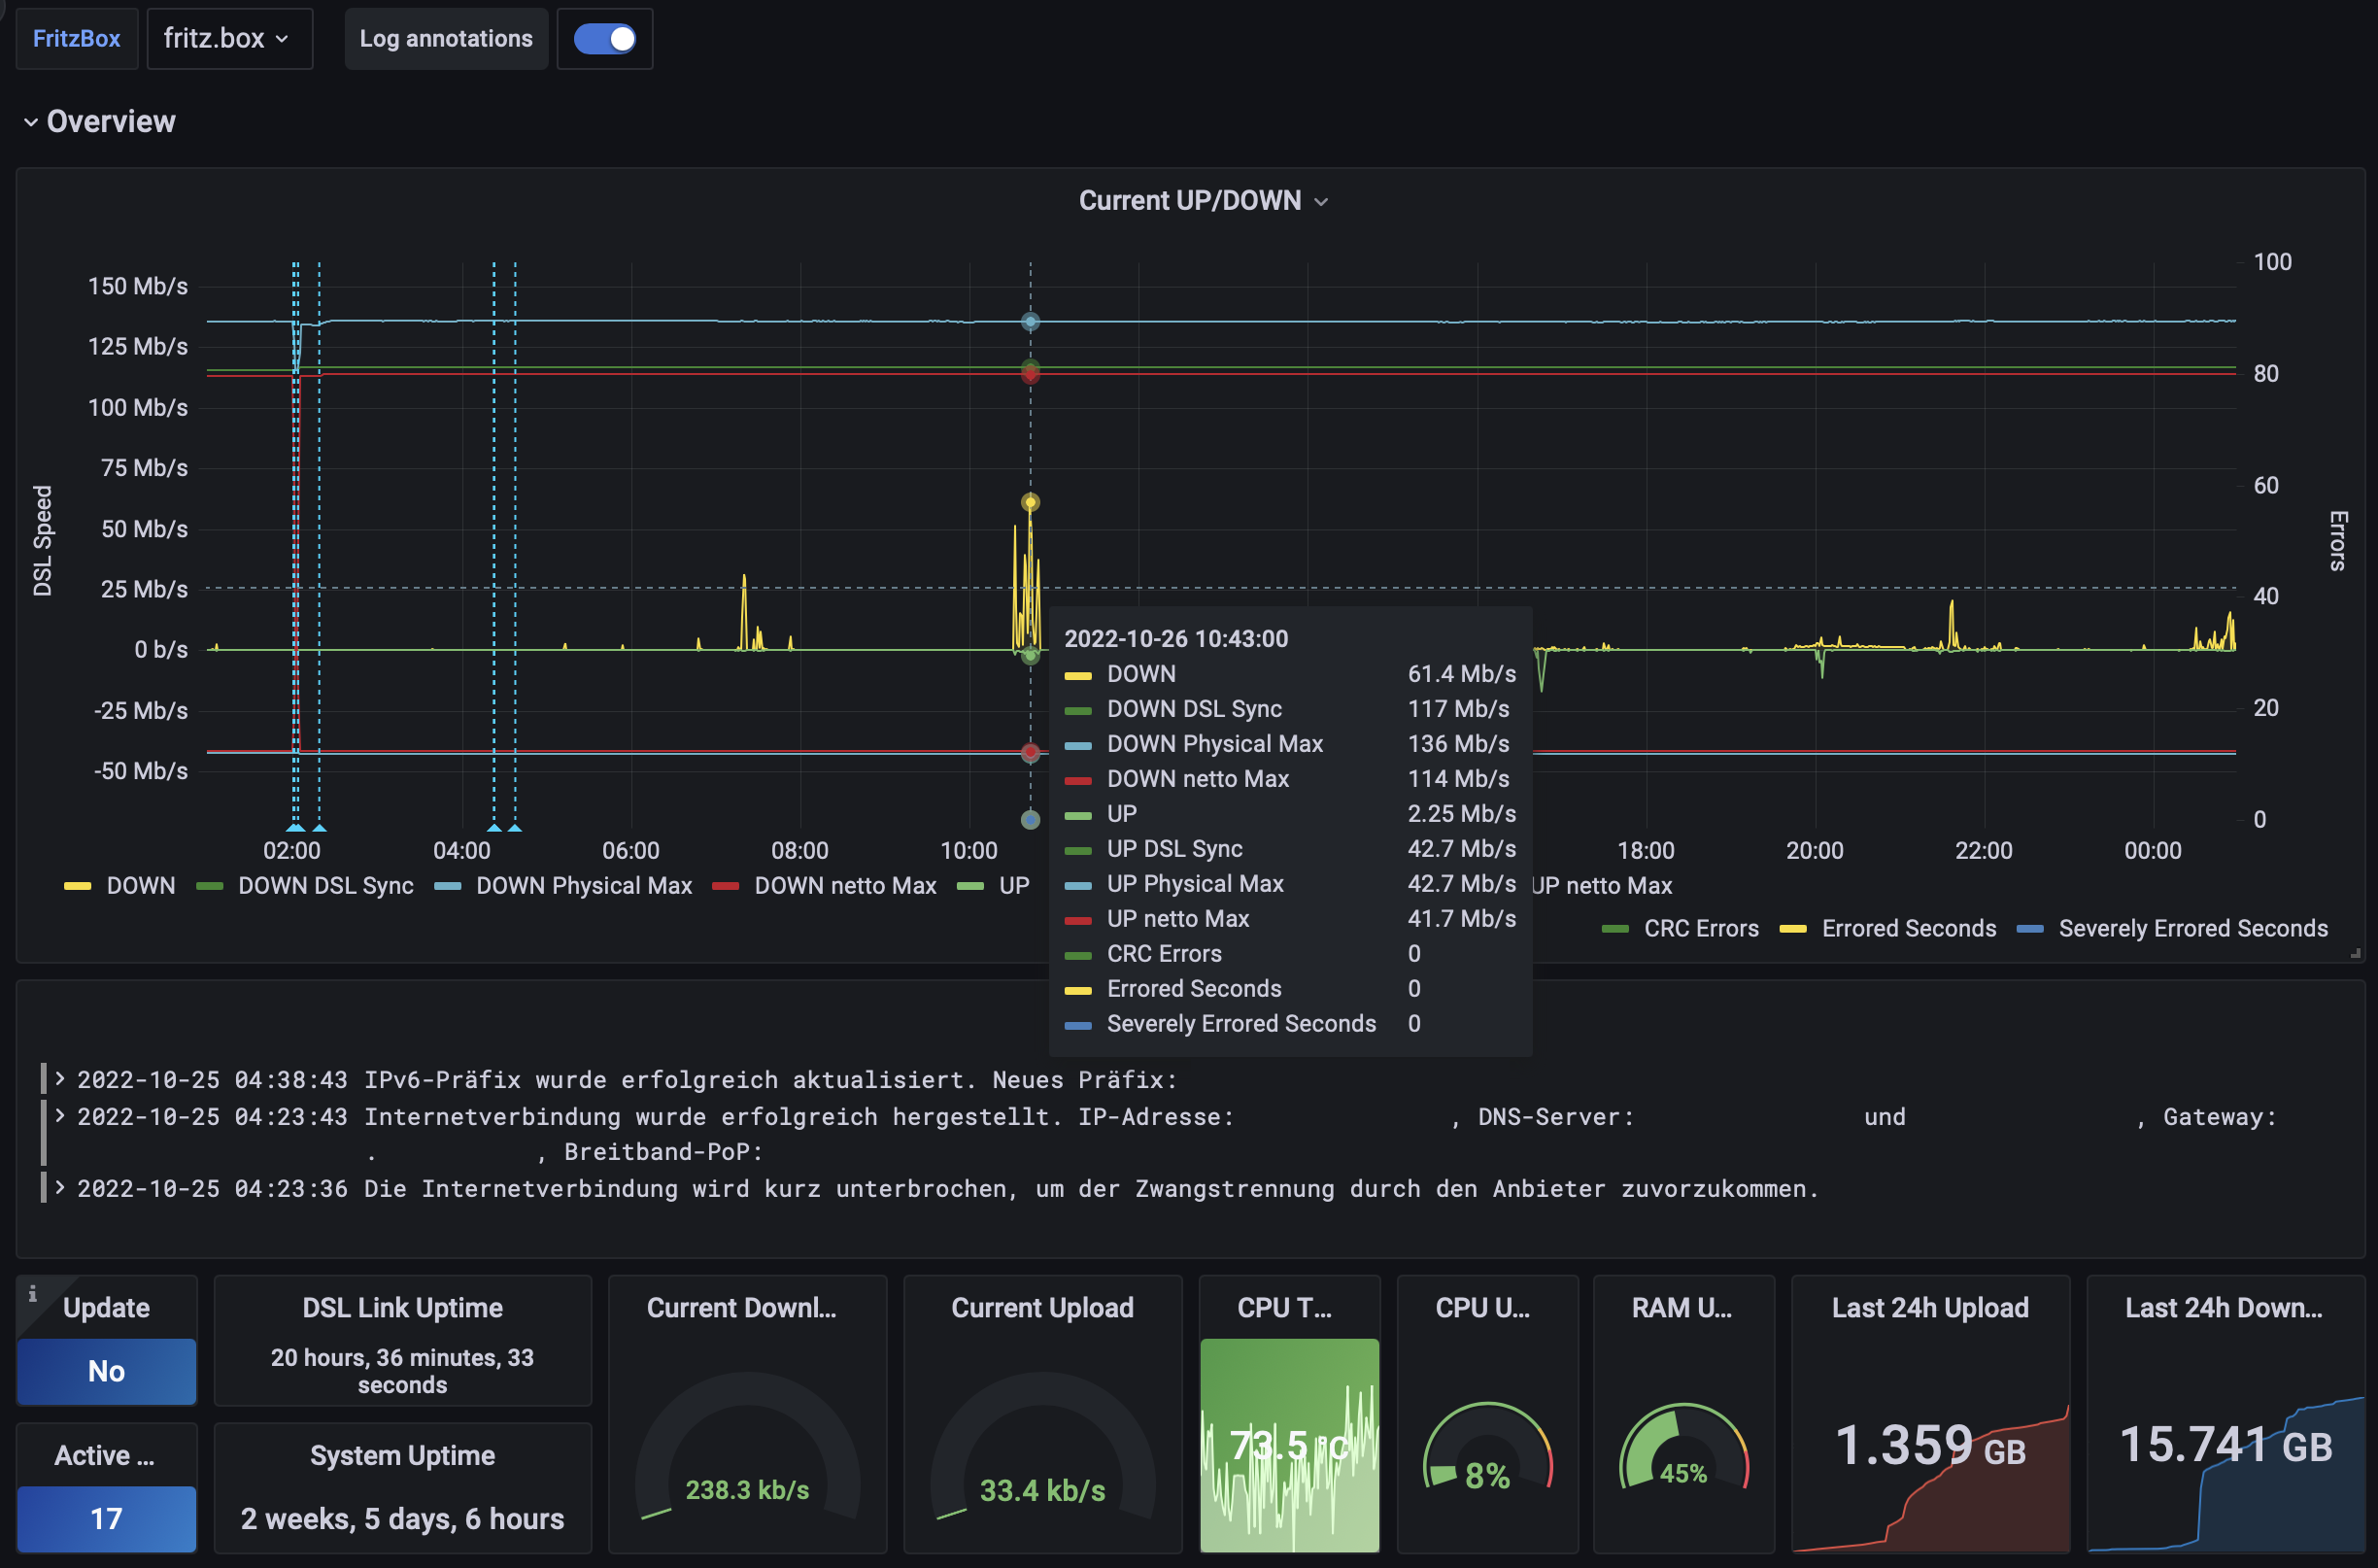 FritzBox fritz.box Log annotations
Overview
Current UP/DOWN
DSL Speed
150 Mb/s
125 Mb/s
100 Mb/s
75 Mb/s
50 Mb/s
25 Mb/s
0 b/s
-25 Mb/s
-50 Mb/s
100
80
60
40
20
0
Errors
02:00 04:00 06:00 08:00 10:00 18:00 20:00 22:00 00:00
DOWN DOWN DSL Sync DOWN Physical Max DOWN netto Max UP UP netto Max
CRC Errors Errored Seconds Severely Errored Seconds
2022-10-26 10:43:00
DOWN 61.4 Mb/s
DOWN DSL Sync 117 Mb/s
DOWN Physical Max 136 Mb/s
DOWN netto Max 114 Mb/s
UP 2.25 Mb/s
UP DSL Sync 42.7 Mb/s
UP Physical Max 42.7 Mb/s
UP netto Max 41.7 Mb/s
CRC Errors 0
Errored Seconds 0
Severely Errored Seconds 0
2022-10-25 04:38:43 IPv6-Präfix wurde erfolgreich aktualisiert. Neues Präfix:
2022-10-25 04:23:43 Internetverbindung wurde erfolgreich hergestellt. IP-Adresse: , DNS-Server: und , Gateway:
. , Breitband-PoP:
2022-10-25 04:23:36 Die Internetverbindung wird kurz unterbrochen, um der Zwangstrennung durch den Anbieter zuvorzukommen.
i
Update
No
Active ...
17
DSL Link Uptime
20 hours, 36 minutes, 33
seconds
System Uptime
2 weeks, 5 days, 6 hours
Current Downl...
238.3 kb/s
Current Upload
33.4 kb/s
CPU T...
73.5 °C
CPU U...
8%
RAM U...
45%
Last 24h Upload
1.359 GB
Last 24h Down...
15.741 GB